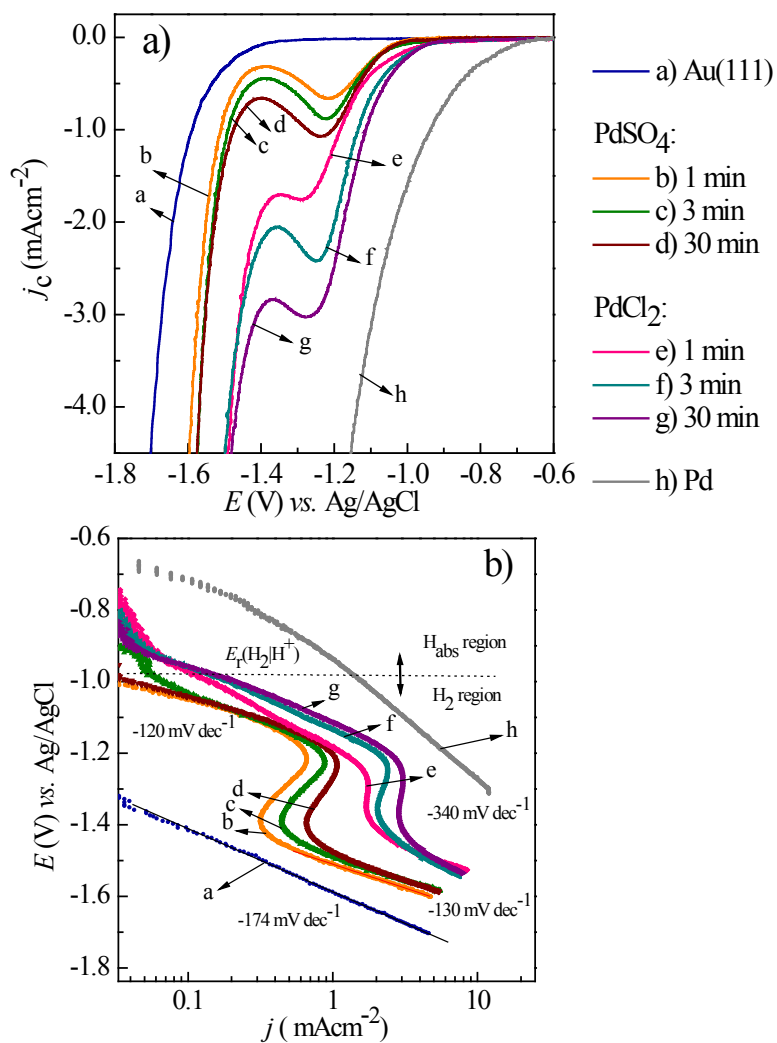 a)
0.0
-1.0
-2.0
-3.0
-4.0
j_c (mAcm^-2)
b
a
c
d
e
f
g
h
-1.8 -1.6 -1.4 -1.2 -1.0 -0.8 -0.6
E (V) vs. Ag/AgCl
a) Au(111)
PdSO4:
b) 1 min
c) 3 min
d) 30 min
PdCl2:
e) 1 min
f) 3 min
g) 30 min
h) Pd
b)
-0.6
-0.8
-1.0
-1.2
-1.4
-1.6
-1.8
E (V) vs. Ag/AgCl
E_r(H2|H^+)
H_abs region
H2 region
-120 mV dec^-1
g
f
e
h
d
c
b
a
-340 mV dec^-1
-130 mV dec^-1
-174 mV dec^-1
0.1 1 10
j ( mAcm^-2)